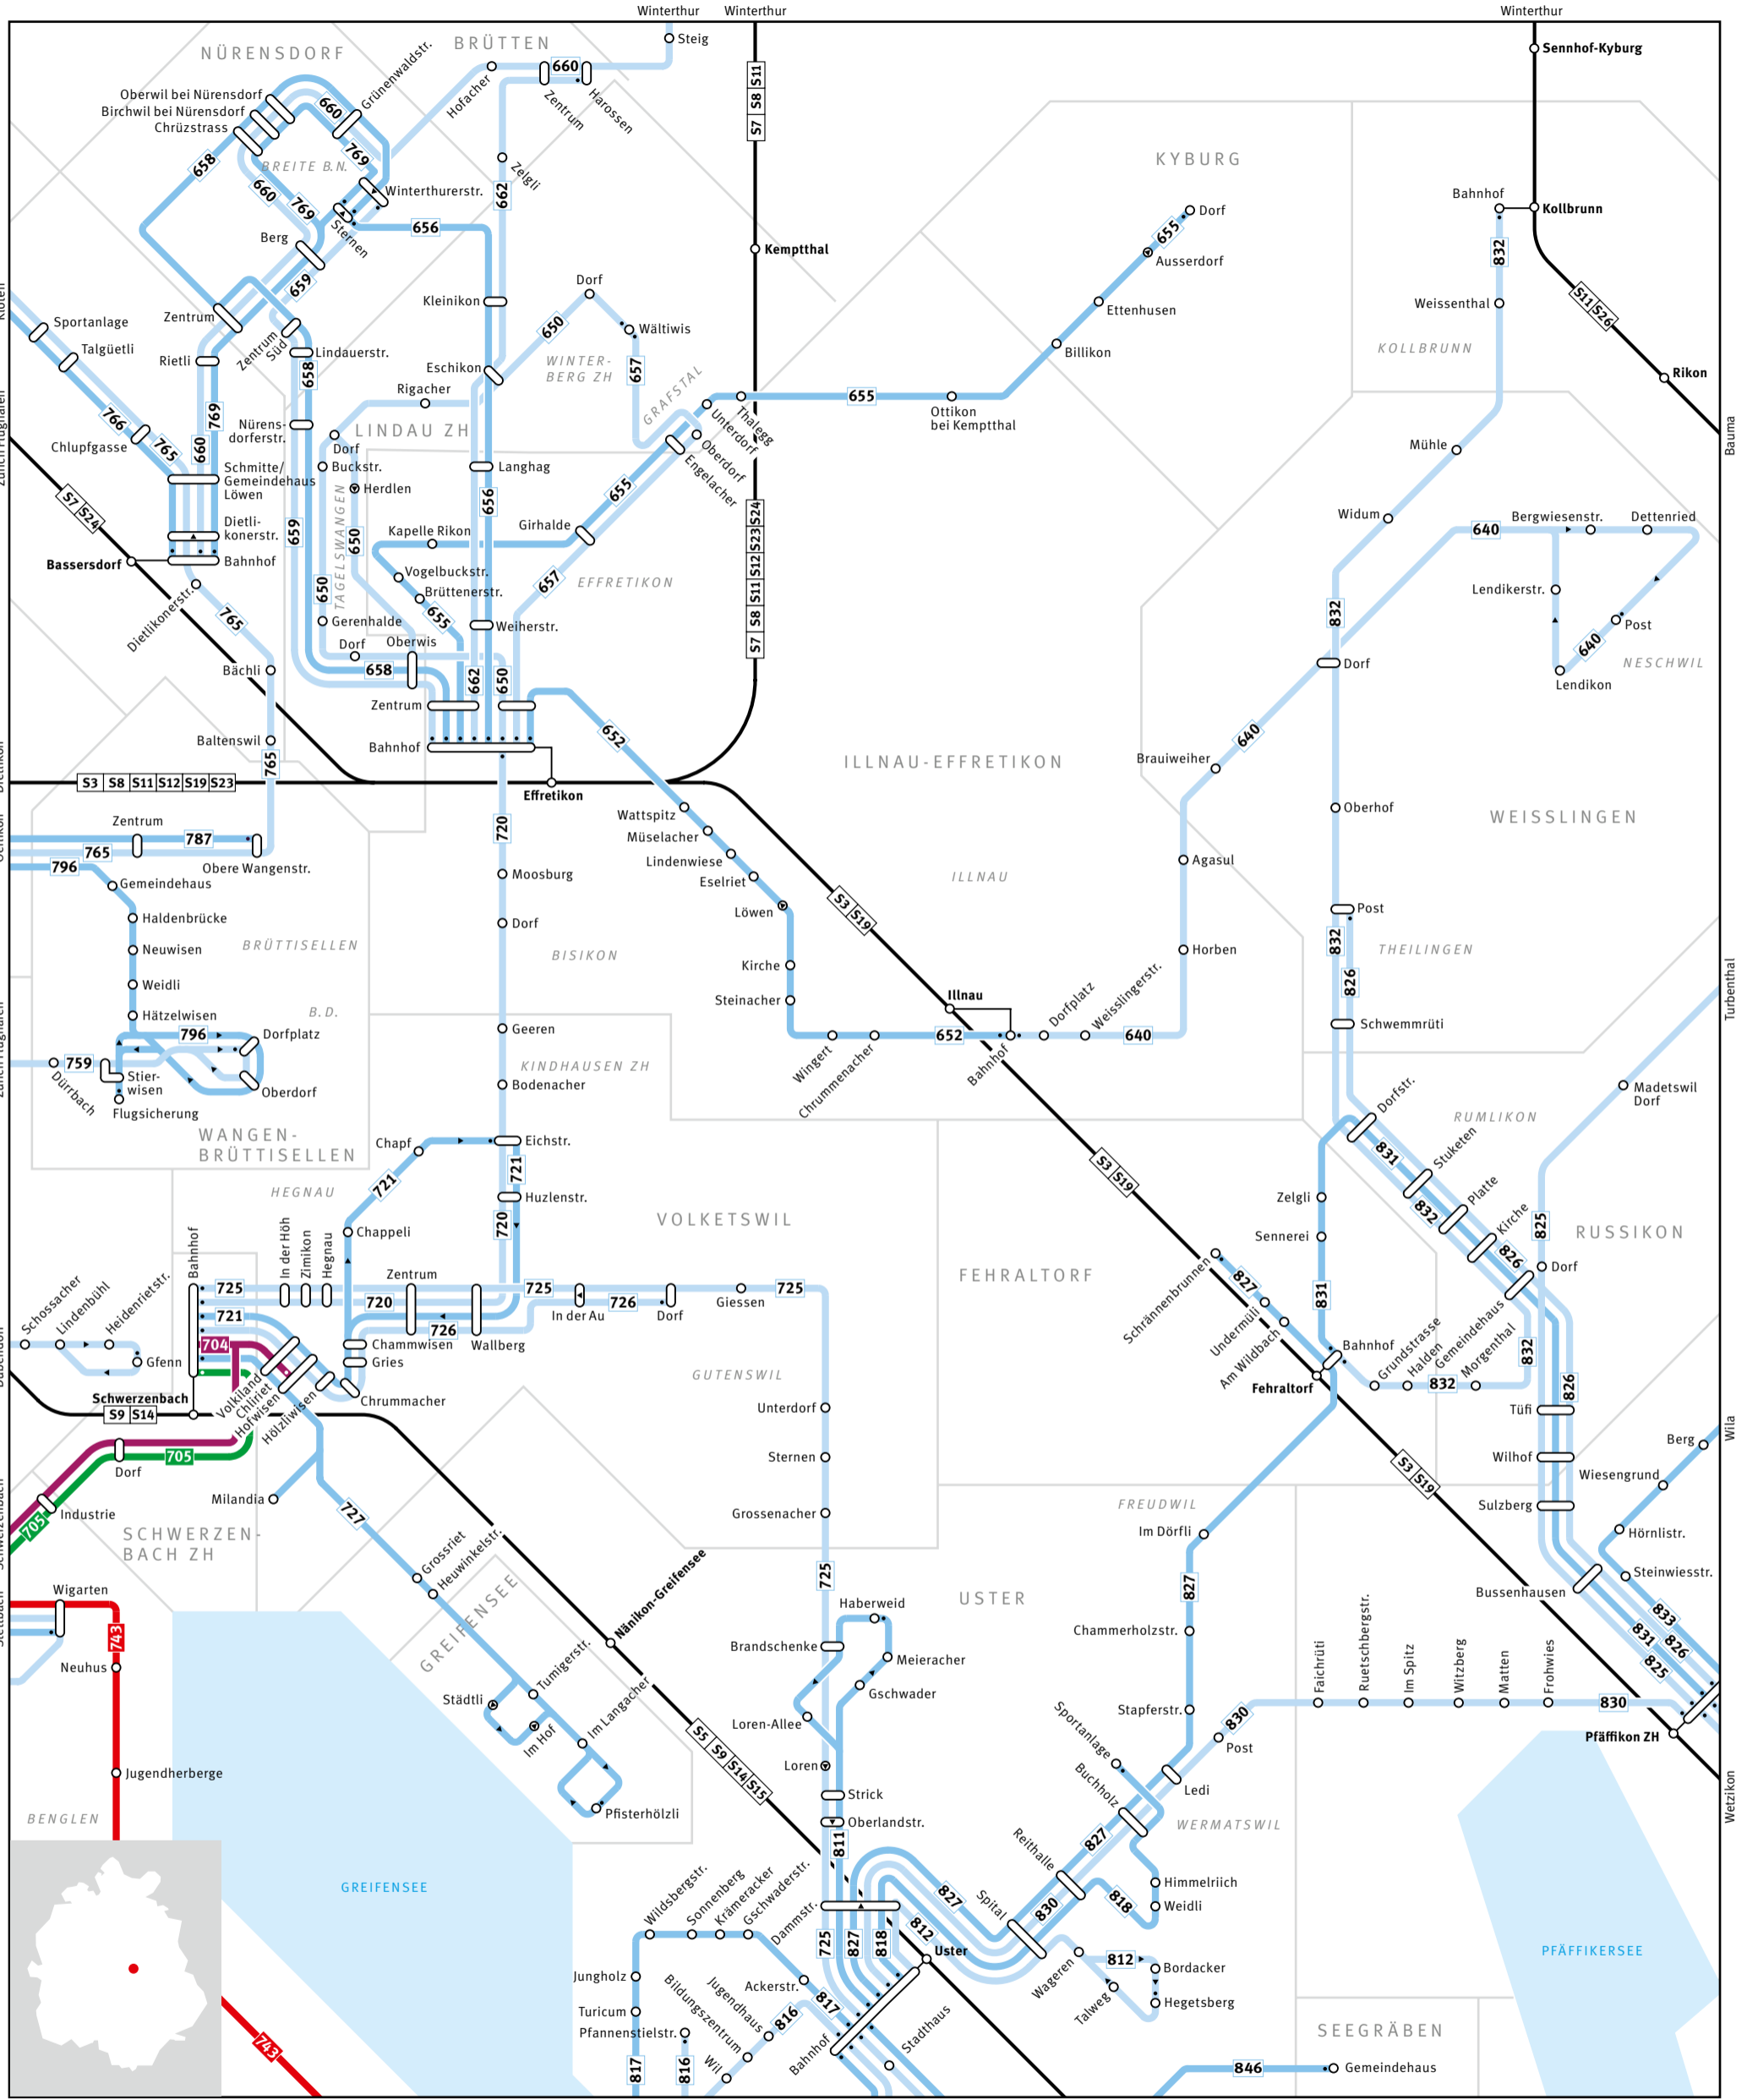 Winterthur
Winterthur
Winterthur
NÜRENSDORF
BRÜTTEN
Steig
Sennhof-Kyburg
Grünenwaldstr.
Hofacher
660
Zentrum
Harossen
S7 S8 S11
Oberwil bei Nürensdorf
Birchwil bei Nürensdorf
Chrüzstrass
660
769
658
BREITE B.N.
KYBURG
Zelgli
662
660
769
Winterthurerstr.
Sternen
656
Berg
659
Dorf
655
Ausserdorf
Bahnhof
Kollbrunn
Kemptthal
832
Weissenthal
S11 S26
Dorf
Kleinikon
Ettenhusen
Sportanlage
Talgüetli
Zentrum
Zentrum
Süd
650
Wältiwis
Billikon
KOLLBRUNN
Rietli
Lindauerstr.
658
Eschikon
WINTER-
BERG ZH
657
GRAFSTAL
Rikon
Rigacher
655
Thalegg
Unterdorf
Oberdorf
Engelacher
Ottikon
bei Kemptthal
766
765
769
660
Chlupfgasse
Nürens-
dorferstr.
LINDAU ZH
Dorf
Mühle
Bauma
Schmitte/
Gemeindehaus
Löwen
Buckstr.
Herdlen
Langhag
655
656
S7 S24
Dietli-
konerstr.
Bassersdorf
Bahnhof
659
650
TAGELSWANGEN
Kapelle Rikon
Girhalde
S7 S8 S11 S12 S23 S24
Widum
640
Bergwiesenstr.
Dettenried
Vogelbuckstr.
Brüttenerstr.
655
657
EFFRETIKON
Dietlikonerstr.
765
650
Gerenhalde
Weiherstr.
832
Lendikerstr.
Post
640
NESCHWIL
Lendikon
Dorf
Oberwis
658
662
650
Bächli
Zentrum
Dorf
Baltenswil
Bahnhof
652
765
640
Brauiweiher
ILLNAU-EFFRETIKON
S3 S8 S11 S12 S19 S23
Effretikon
Wattspitz
Müselacher
Lindenwiese
Eselriet
Löwen
Oberhof
WEISSLINGEN
Zentrum
787
765
796
Obere Wangenstr.
720
Moosburg
Dorf
Agasul
ILLNAU
S3 S19
Gemeindehaus
Haldenbrücke
Neuwisen
Weidli
Hätzelwisen
BRÜTTISELLEN
B.D.
BISIKON
Kirche
Steinacher
Post
832
826
THEILINGEN
Horben
Turbenthal
Illnau
Dorfplatz
Weisslingerstr.
796
Dorfplatz
Geeren
652
640
Wingert
Chrummenacher
Bahnhof
Schwemmrüti
759
Dürrbach
Stier-
wisen
Flugsicherung
Oberdorf
KINDHAUSEN ZH
Bodenacher
Madetswil
Dorf
WANGEN-
BRÜTTISELLEN
Chapf
Eichstr.
721
721
Huzlenstr.
720
HEGNAU
Chappeli
VOLKETSWIL
S3 S19
Dorfstr.
831
Stuketen
RUMLIKON
832
Platte
Kirche
826
Zelgli
Sennerei
825
RUSSIKON
Dorf
Bahnhof
In der Höh
Zimikon
Hegnau
Zentrum
725
721
704
720
726
725
In der Au
726
Dorf
Giessen
725
Chammwisen
Gries
Wallberg
Chrummacher
FEHRALTORF
Schrännenbrunnen
827
Undermüli
Am Wildbach
831
Bahnhof
Fehraltorf
Grundstrasse
Halden
Gemeindehaus
Morgenthal
832
832
826
Schossacher
Lindenbühl
Heidenrietstr.
Gfenn
Schwerzenbach
S9 S14
Volkiland
Chliriet
Hofwisen
Hölzliwisen
705
Dorf
Industrie
705
SCHWERZEN-
BACH ZH
Milandia
727
GUTENSWIL
Unterdorf
Sternen
Grossenacher
S3 S19
Tüfi
Wilhof
Sulzberg
Wila
Berg
Wiesengrund
Hörnlistr.
Steinwiesstr.
Bussenhausen
FREUDWIL
Im Dörfli
Wigarten
743
Neuhus
Jugendherberge
BENGLEN
Grossriet
Heuwinkelstr.
GREIFENSEE
Nänikon-Greifensee
Tumigerstr.
Städtli
Im Hof
Im Langacher
Pfisterhölzli
725
USTER
Haberweid
Brandschenke
Meieracher
Gschwader
Loren-Allee
Loren
Strick
Oberlandstr.
811
827
Chammerholzstr.
Stapferstr.
S5 S9 S14 S15
Faichrüti
Ruetschbergstr.
Im Spitz
Witzberg
Matten
Frohwies
833
826
831
825
830
830
Pfäffikon ZH
Wetzikon
Sportanlage
Buchholz
Post
Ledi
WERMATSWIL
827
Reithalle
Himmelriich
818
Weidli
830
Spital
827
812
GREIFENSEE
Wildsbergstr.
Sonnenberg
Krämeracker
Gschwaderstr.
Dammstr.
725
827
818
Uster
Wageren
812
Bordacker
Talweg
Hegetsberg
PFÄFFIKERSEE
Jungholz
Turicum
Pfannenstielstr.
817
816
Ackerstr.
817
816
Jugendhaus
Bildungszentrum
Wil
Bahnhof
Stadthaus
743
SEEGRÄBEN
846
Gemeindehaus